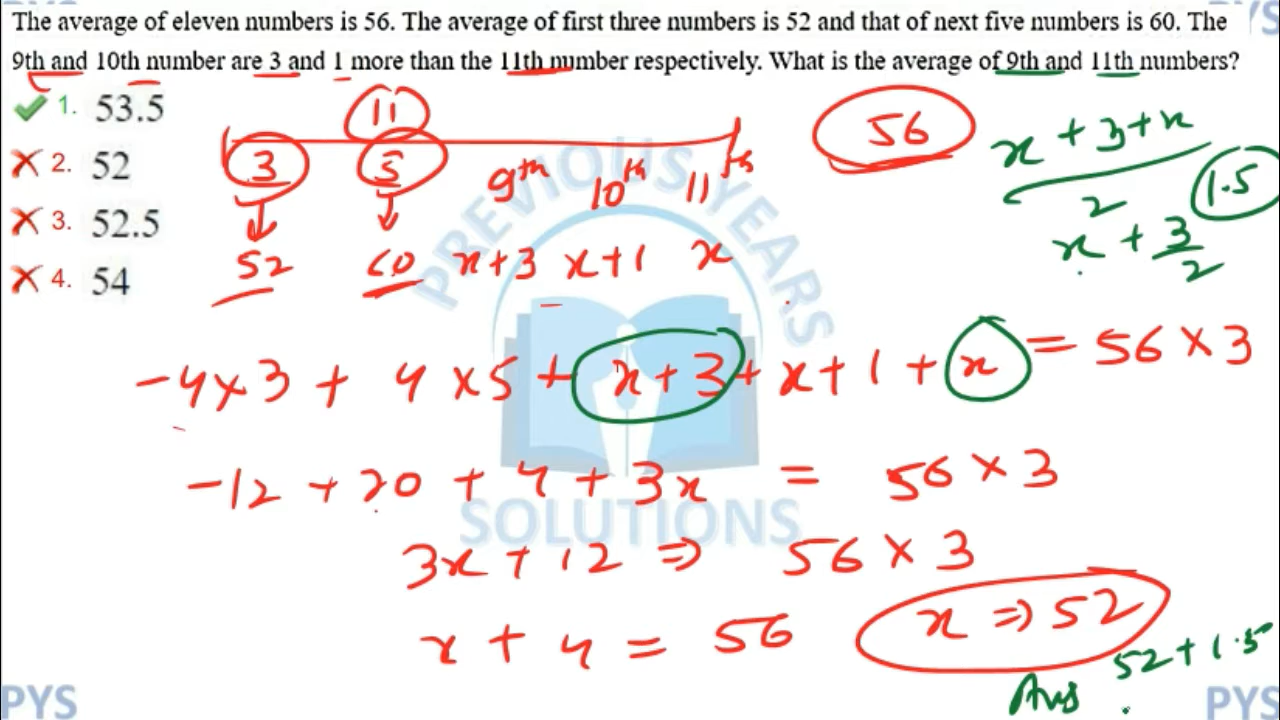 The average of eleven numbers is 56. The average of first three numbers is 52 and that of next five numbers is 60. The
9th and 10th number are 3 and 1 more than the 11th number respectively. What is the average of 9th and 11th numbers?
1. 53.5
2. 52
3. 52.5
4. 54
11
56
3 5 9th 10th 11th
52 60 x+3 x+1 x
x+3+x
2
1.5
x + 3
2
-4×3 + 4×5 + x+3 + x+1 + x = 56×3
-12 + 20 + 4 + 3x = 56×3
3x + 12 ⇒ 56×3
x + 4 = 56
x ⇒ 52
52+1.5
Ans
PREVIOUS YEARS
SOLUTIONS
PYS
PYS